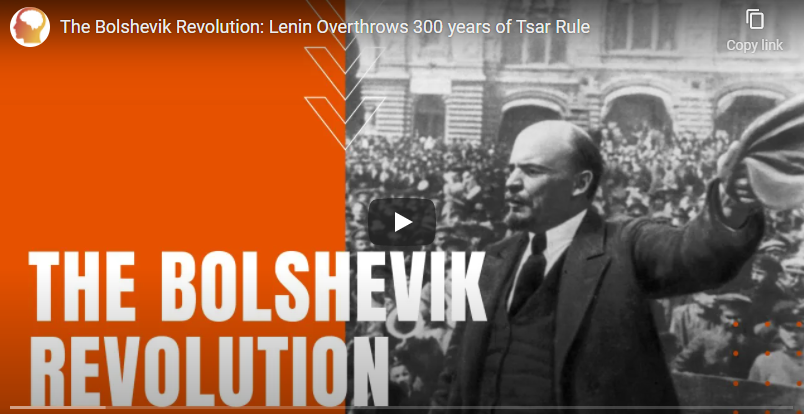 The Bolshevik Revolution: Lenin Overthrows 300 years of Tsar Rule
Copy link
THE BOLSHEVIK
REVOLUTION